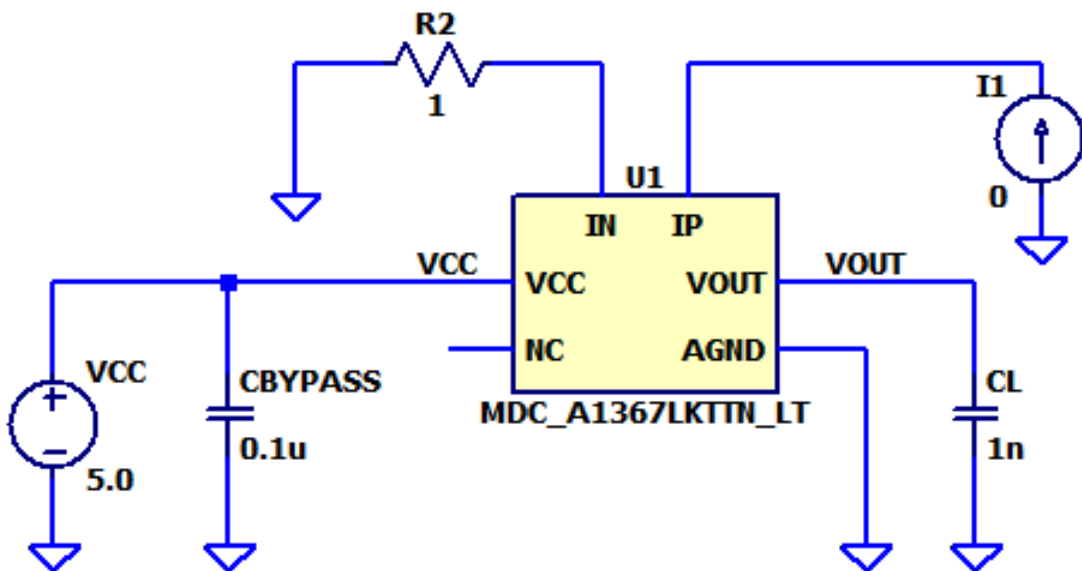 R2
1
I1
0
U1
IN IP
VCC
VCC VOUT
VOUT
NC AGND
MDC_A1367LKTTN_LT
VCC
+
−
5.0
CBYPASS
0.1u
CL
1n